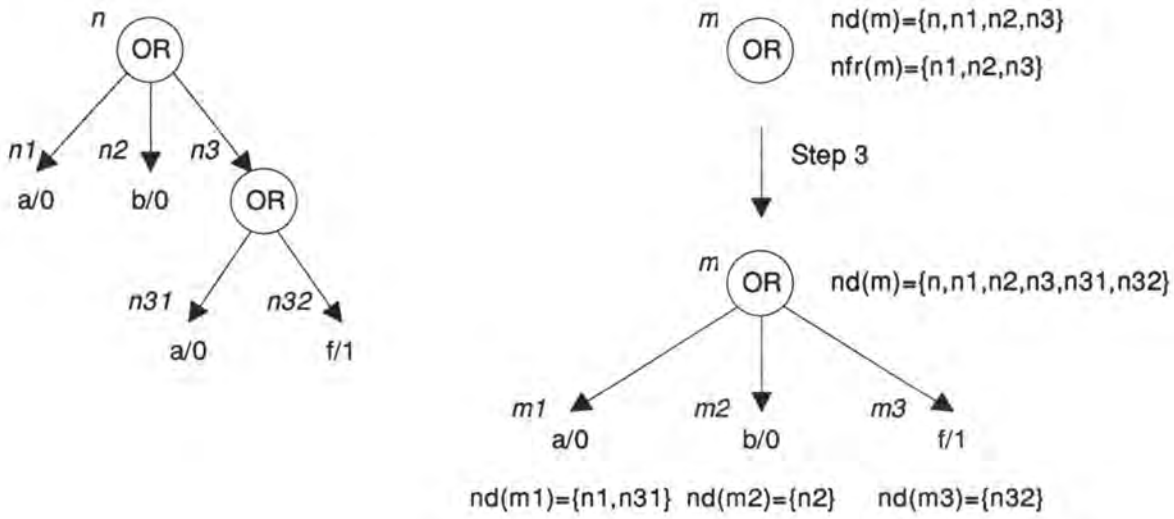 n
OR
n1
n2
n3
a/0
b/0
OR
n31
n32
a/0
f/1
m
OR
nd(m)={n,n1,n2,n3}
nfr(m)={n1,n2,n3}
Step 3
m
OR
nd(m)={n,n1,n2,n3,n31,n32}
m1
m2
m3
a/0
b/0
f/1
nd(m1)={n1,n31} nd(m2)={n2} nd(m3)={n32}